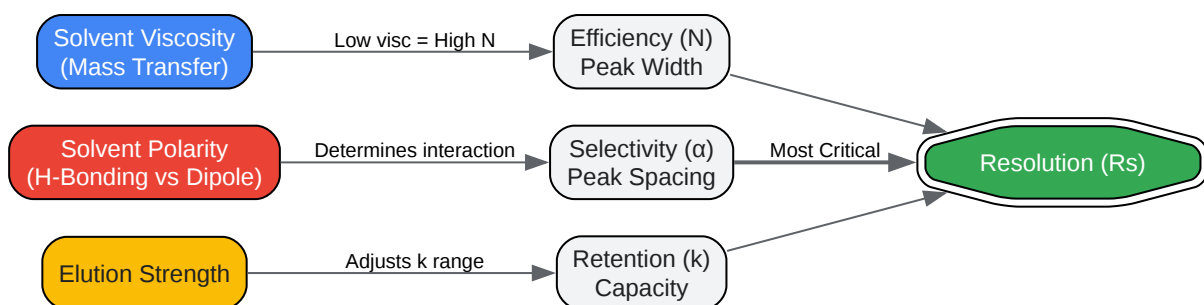 Solvent Viscosity
(Mass Transfer)
Low visc = High N
Efficiency (N)
Peak Width
Solvent Polarity
(H-Bonding vs Dipole)
Determines interaction
Selectivity (α)
Peak Spacing
Most Critical
Resolution (Rs)
Elution Strength
Adjusts k range
Retention (k)
Capacity